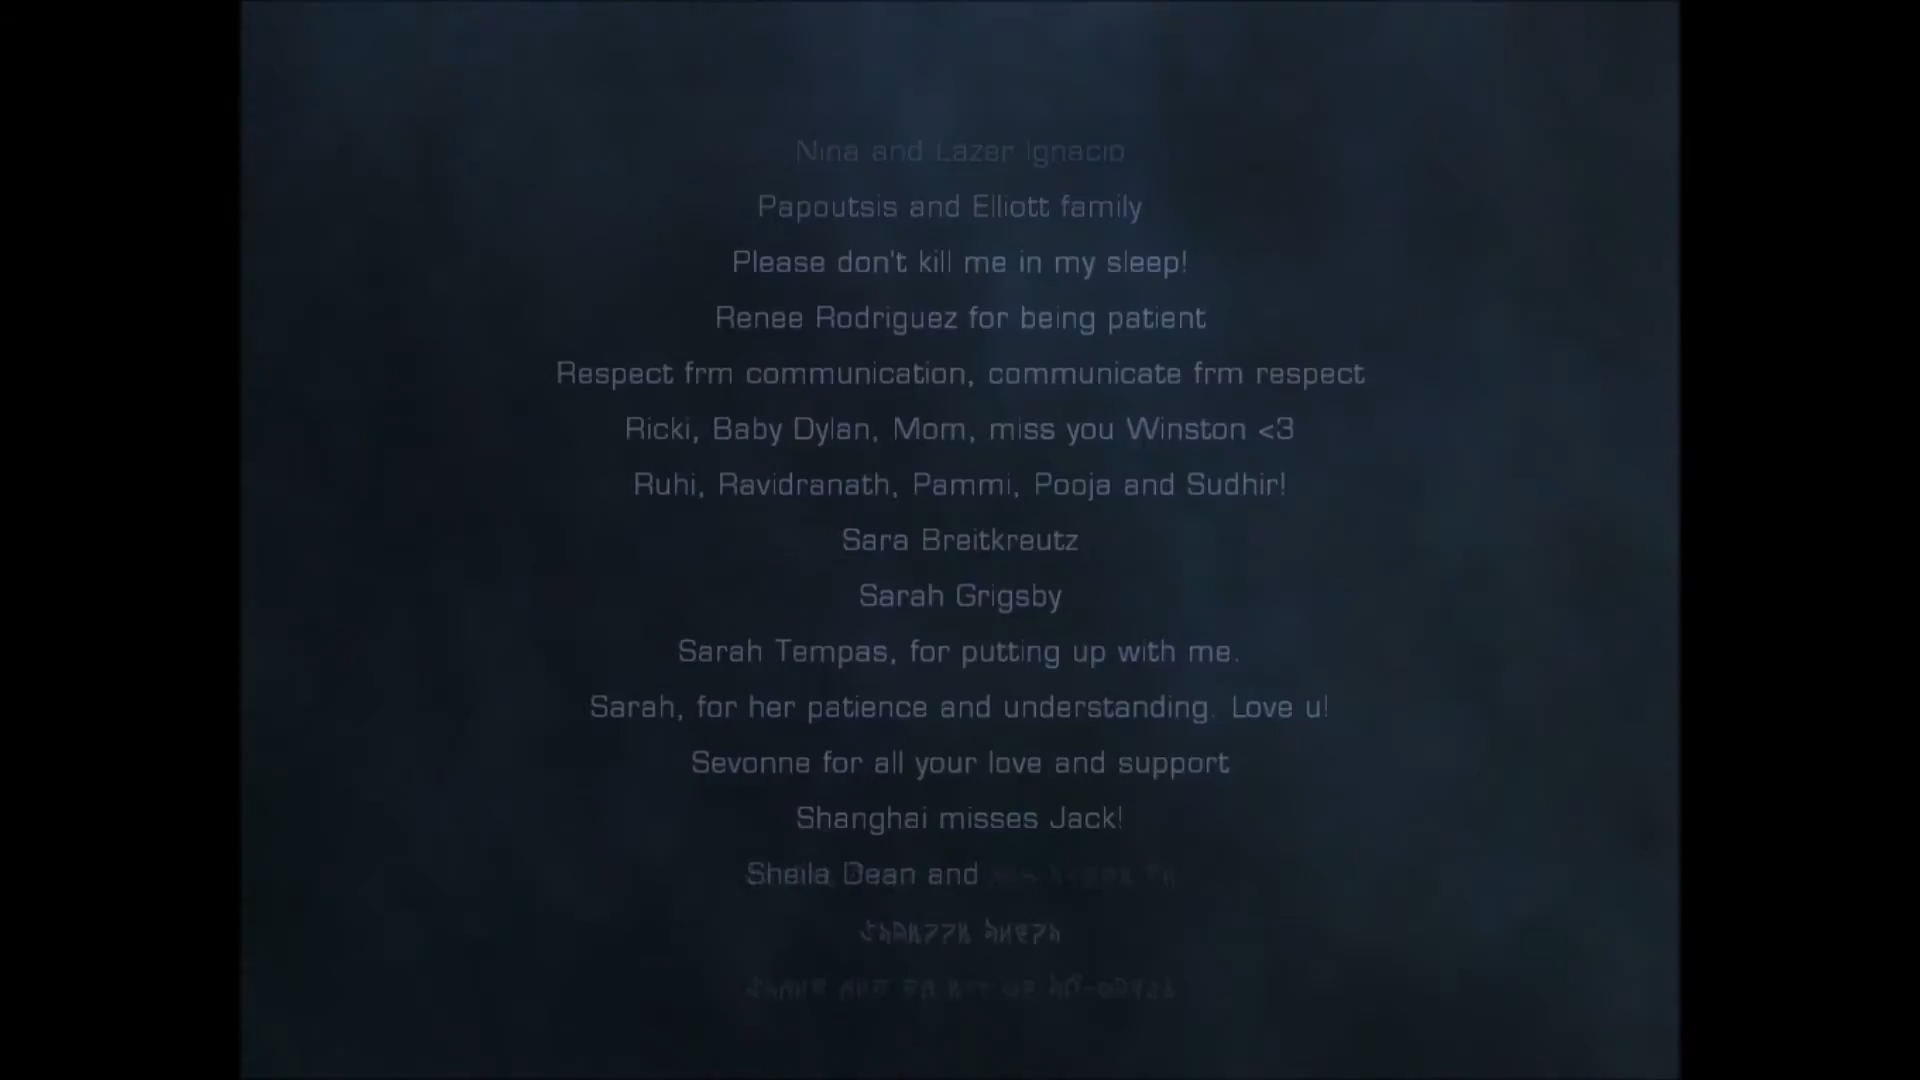 Nina and Lazer Ignacio
Papoutsis and Elliott family
Please don't kill me in my sleep!
Renee Rodriguez for being patient
Respect frm communication, communicate frm respect
Ricki, Baby Dylan, Mom, miss you Winston <3
Ruhi, Ravidranath, Pammi, Pooja and Sudhir!
Sara Breitkreutz
Sarah Grigsby
Sarah Tempas, for putting up with me.
Sarah, for her patience and understanding. Love u!
Sevonne for all your love and support
Shanghai misses Jack!
Sheila Dean and